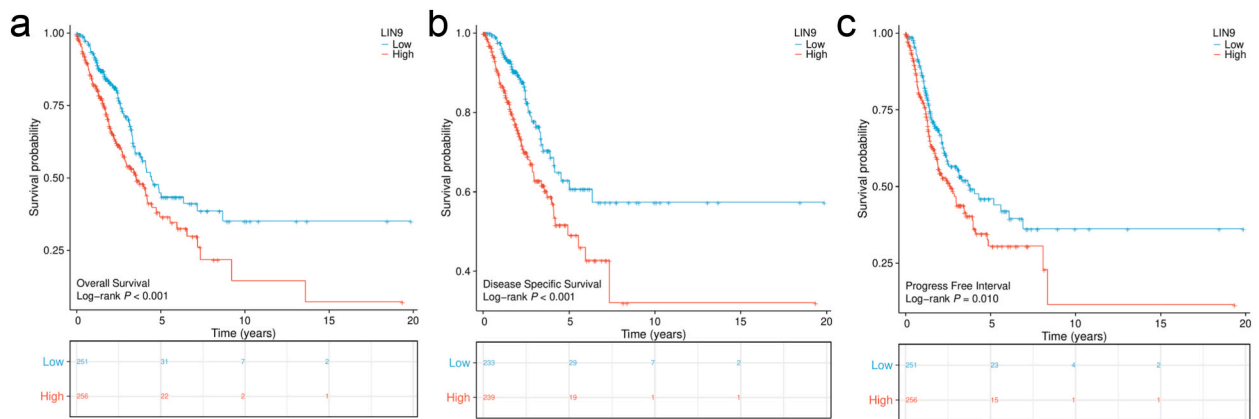 a
LIN9
Low
High
Survival probability
1.00
0.75
0.50
0.25
Overall Survival
Log-rank P < 0.001
0 5 10 15 20
Time (years)
Low 251 31 7 2
High 256 22 2 1
b
LIN9
Low
High
Survival probability
1.0
0.8
0.6
0.4
Disease Specific Survival
Log-rank P < 0.001
0 5 10 15 20
Time (years)
Low 233 29 7 2
High 239 19 1 1
c
LIN9
Low
High
Survival probability
1.00
0.75
0.50
0.25
Progress Free Interval
Log-rank P = 0.010
0 5 10 15 20
Time (years)
Low 251 23 4 2
High 256 15 1 1